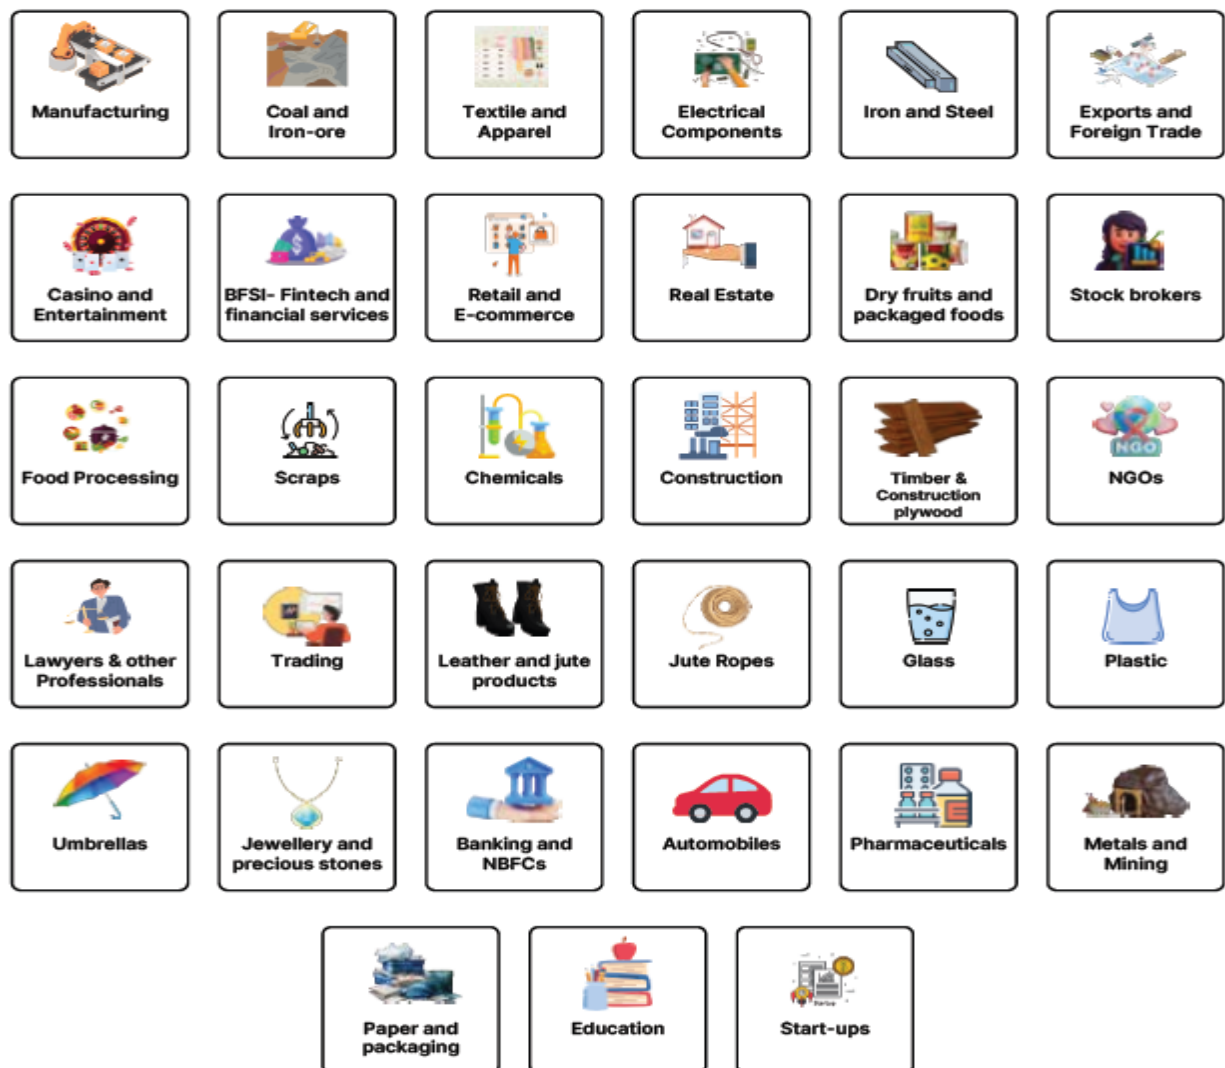 Manufacturing
Coal and
Iron-ore
Textile and
Apparel
Electrical
Components
Iron and Steel
Exports and
Foreign Trade
Casino and
Entertainment
BFSI- Fintech and
financial services
Retail and
E-commerce
Real Estate
Dry fruits and
packaged foods
Stock brokers
Food Processing
Scraps
Chemicals
Construction
Timber &
Construction
plywood
NGO
NGOs
Lawyers & other
Professionals
Trading
Leather and jute
products
Jute Ropes
Glass
Plastic
Umbrellas
Jewellery and
precious stones
Banking and
NBFCs
Automobiles
Pharmaceuticals
Metals and
Mining
Paper and
packaging
Education
Startup
Start-ups